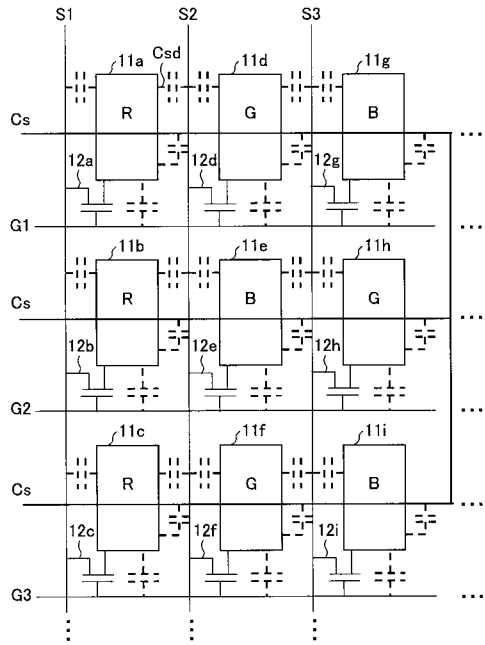 S1 S2 S3
11a Csd 11d 11g
R G B
Cs
12a 12d 12g
G1 ...
11b 11e 11h
R B G
Cs
12b 12e 12h
G2 ...
11c 11f 11i
R G B
Cs
12c 12f 12i
G3 ...